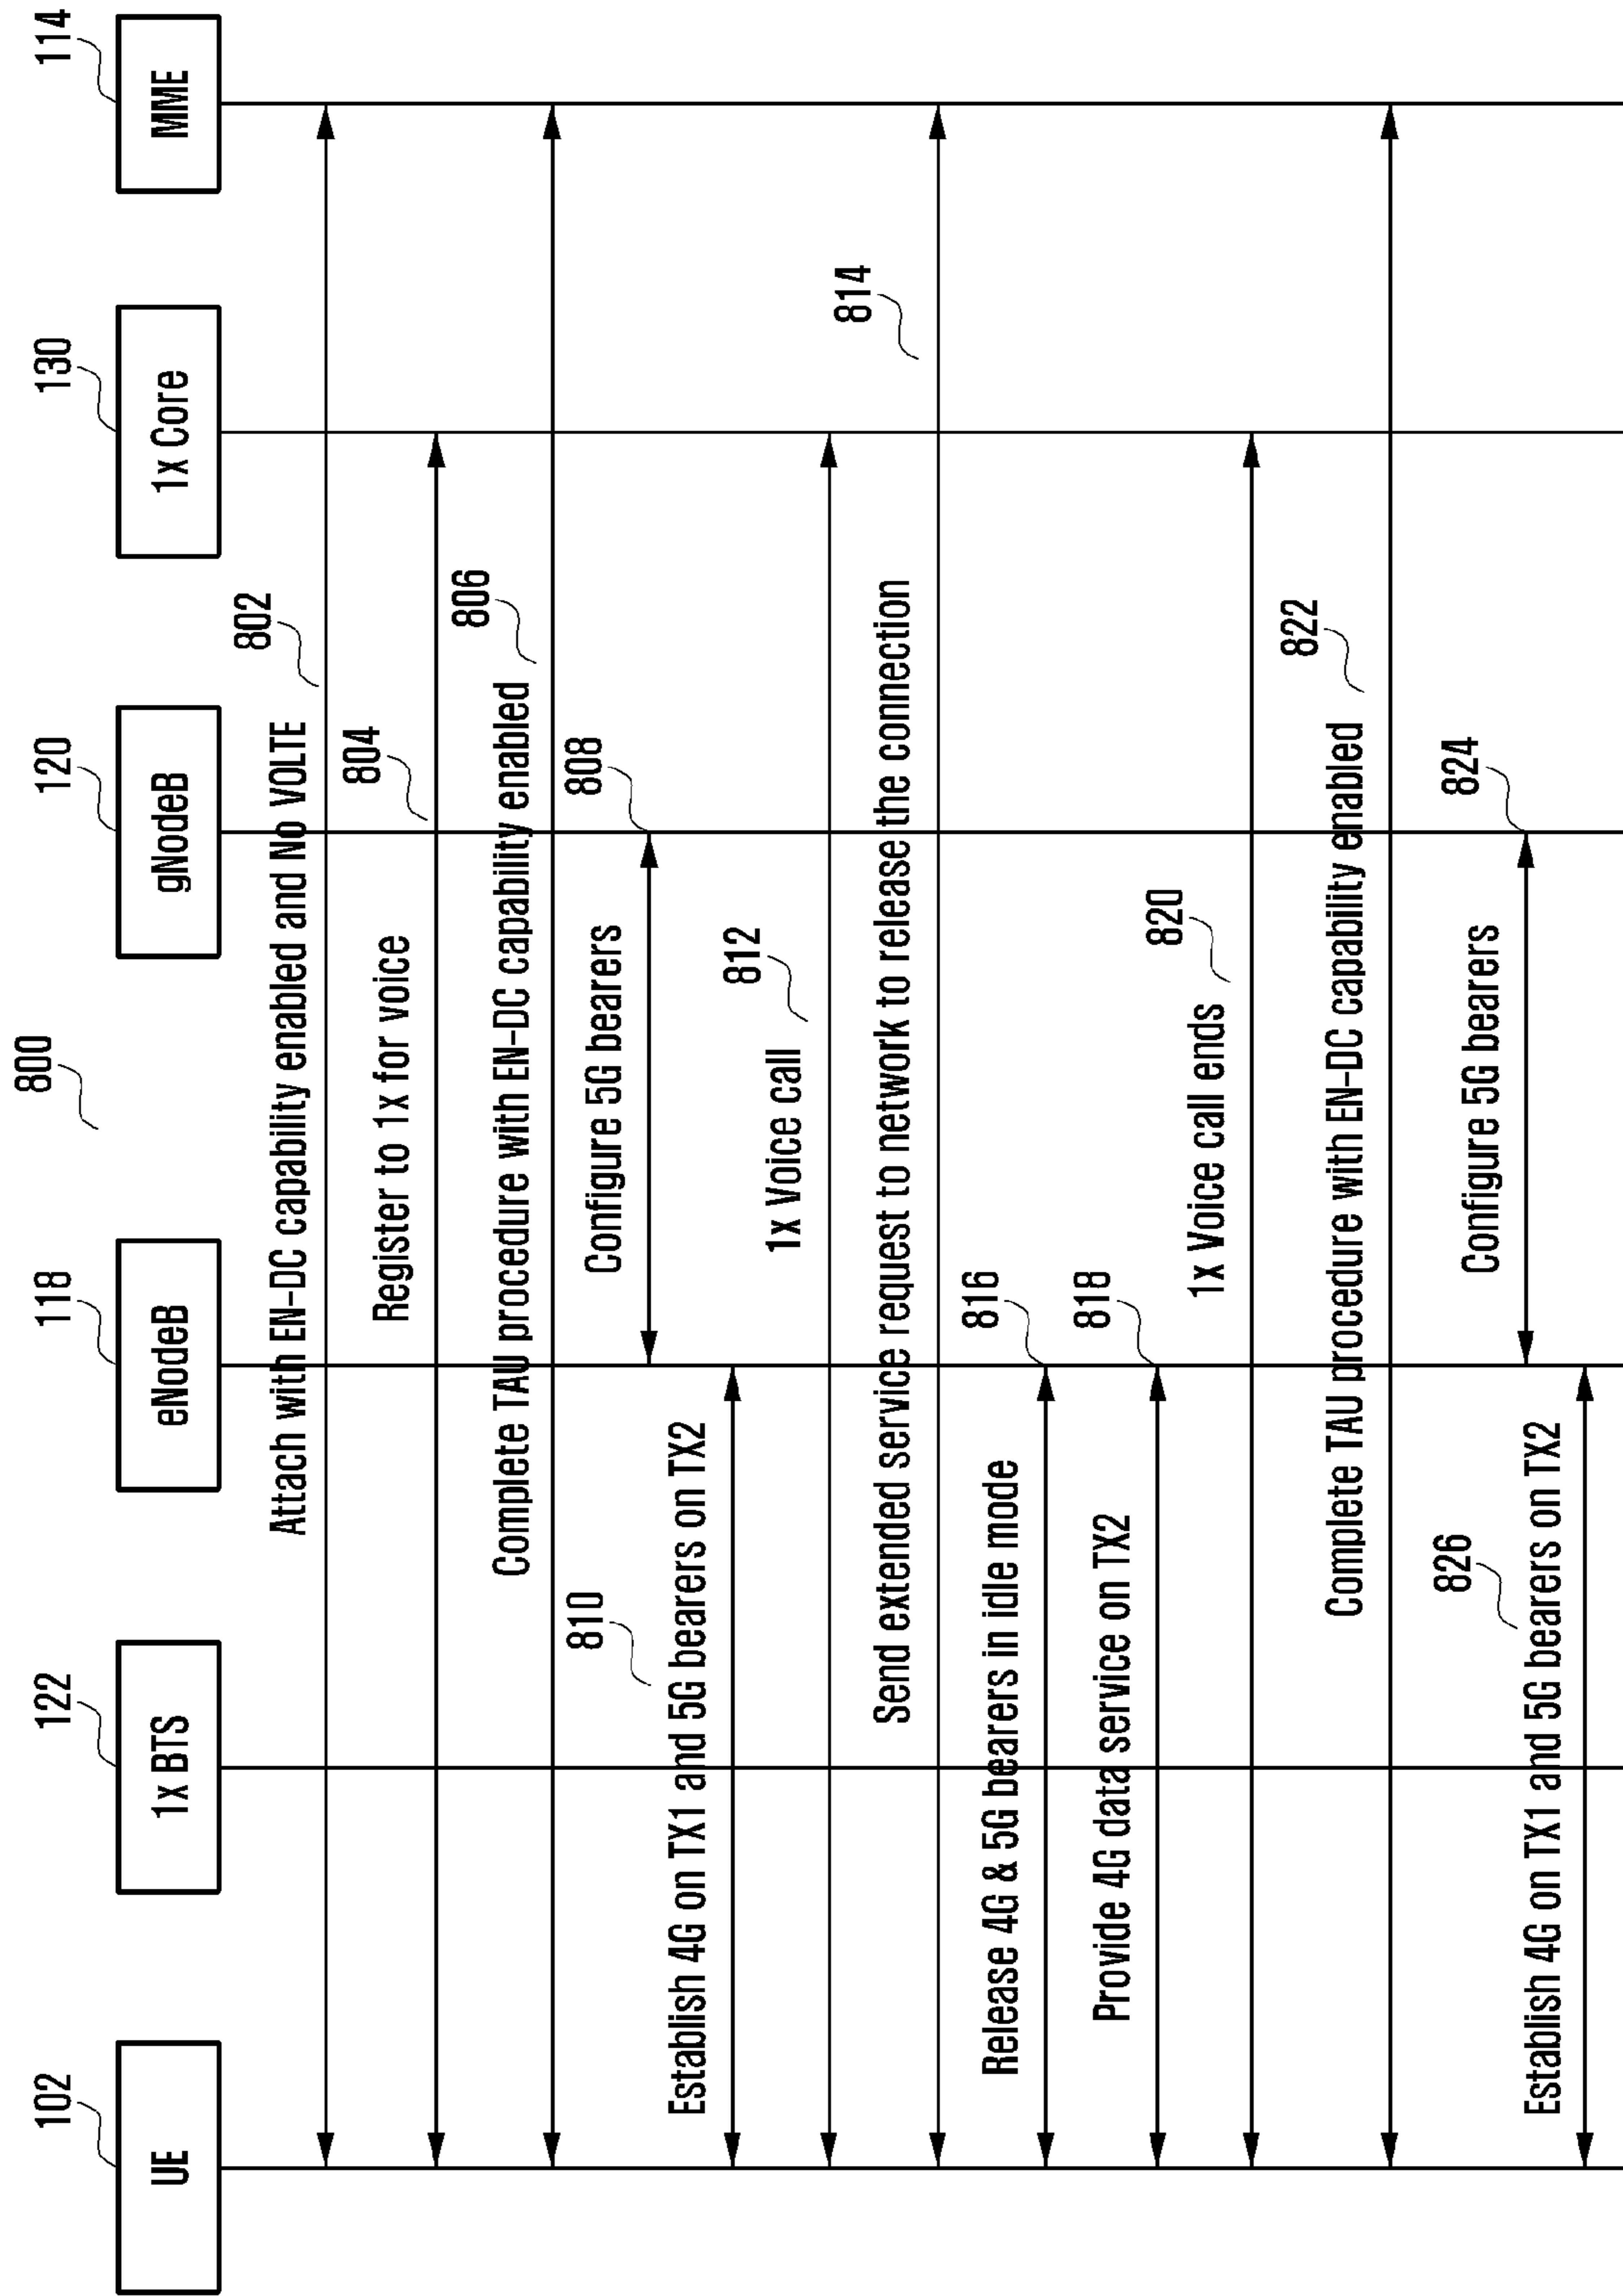 800
102
122
118
120
130
114
UE
1x BTS
eNodeB
gNodeB
1x Core
MME
802
Attach with EN-DC capability enabled and No VOLTE
804
Register to 1x for voice
806
Complete TAU procedure with EN-DC capability enabled
808
Configure 5G bearers
810
Establish 4G on TX1 and 5G bearers on TX2
812
1x Voice call
814
Send extended service request to network to release the connection
816
Release 4G & 5G bearers in idle mode
818
Provide 4G data service on TX2
820
1x Voice call ends
822
Complete TAU procedure with EN-DC capability enabled
824
Configure 5G bearers
826
Establish 4G on TX1 and 5G bearers on TX2